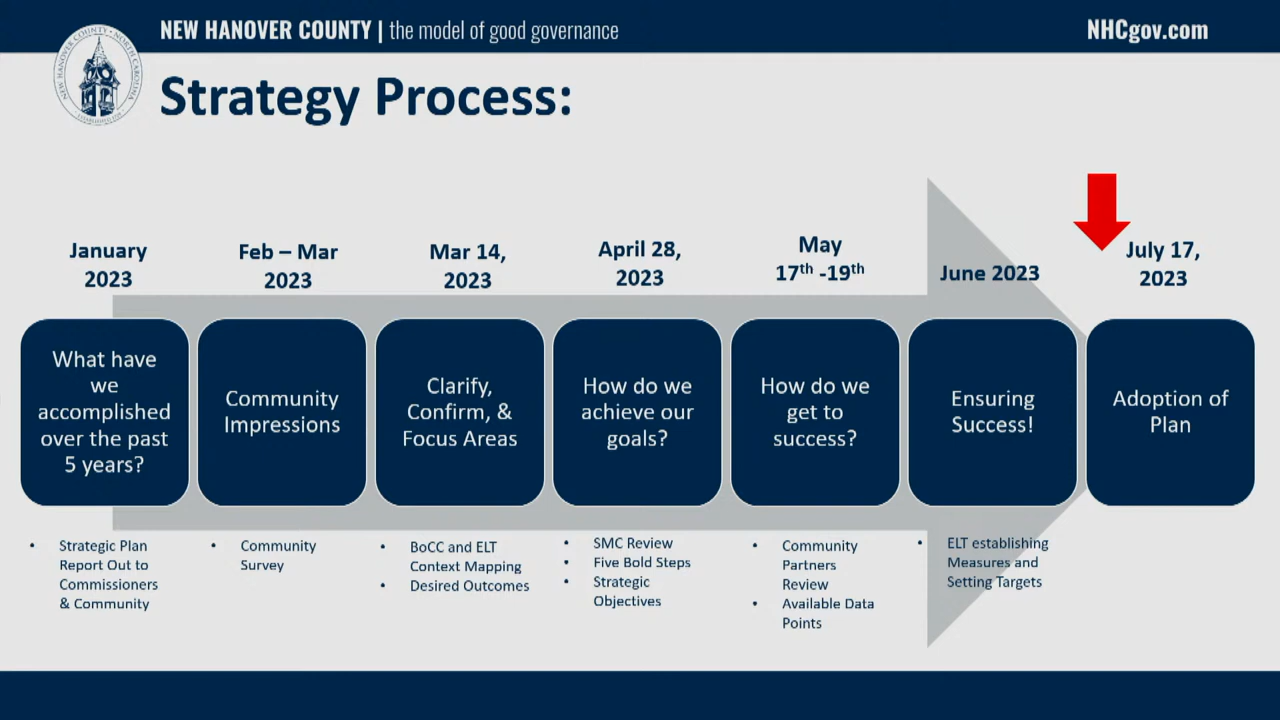 NEW HANOVER COUNTY | the model of good governance
NHCgov.com
NEW HANOVER COUNTY · NORTH CAROLINA
Strategy Process:
January
2023
Feb – Mar
2023
Mar 14,
2023
April 28,
2023
May
17th -19th
June 2023
July 17,
2023
What have
we
accomplished
over the past
5 years?
Community
Impressions
Clarify,
Confirm, &
Focus Areas
How do we
achieve our
goals?
How do we
get to
success?
Ensuring
Success!
Adoption of
Plan
• Strategic Plan
Report Out to
Commissioners
& Community
• Community
Survey
• BoCC and ELT
Context Mapping
• Desired Outcomes
• SMC Review
• Five Bold Steps
• Strategic
Objectives
• Community
Partners
Review
• Available Data
Points
• ELT establishing
Measures and
Setting Targets